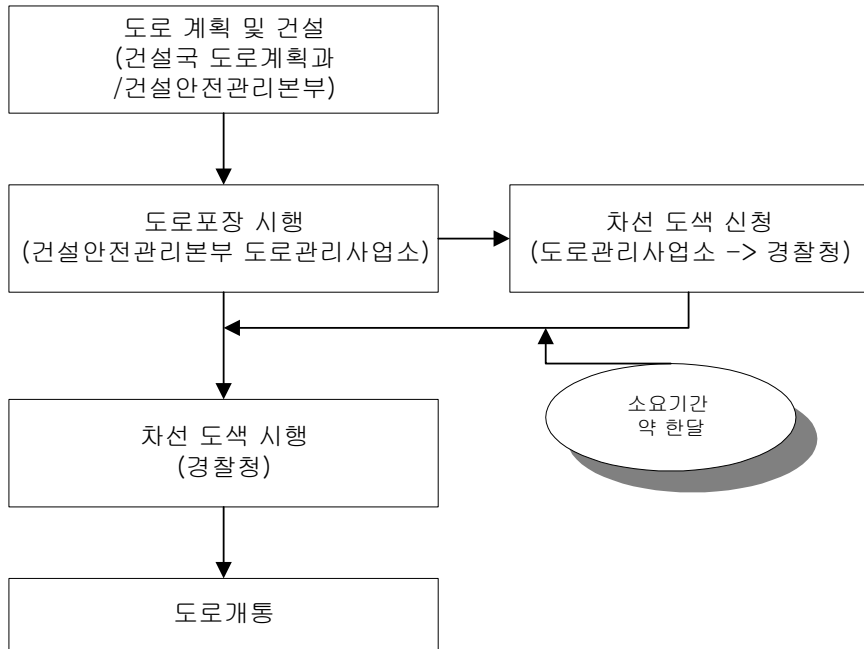 도로 계획 및 건설
(건설국 도로계획과
/건설안전관리본부)
도로포장 시행
(건설안전관리본부 도로관리사업소)
차선 도색 신청
(도로관리사업소 -> 경찰청)
소요기간
약 한달
차선 도색 시행
(경찰청)
도로개통